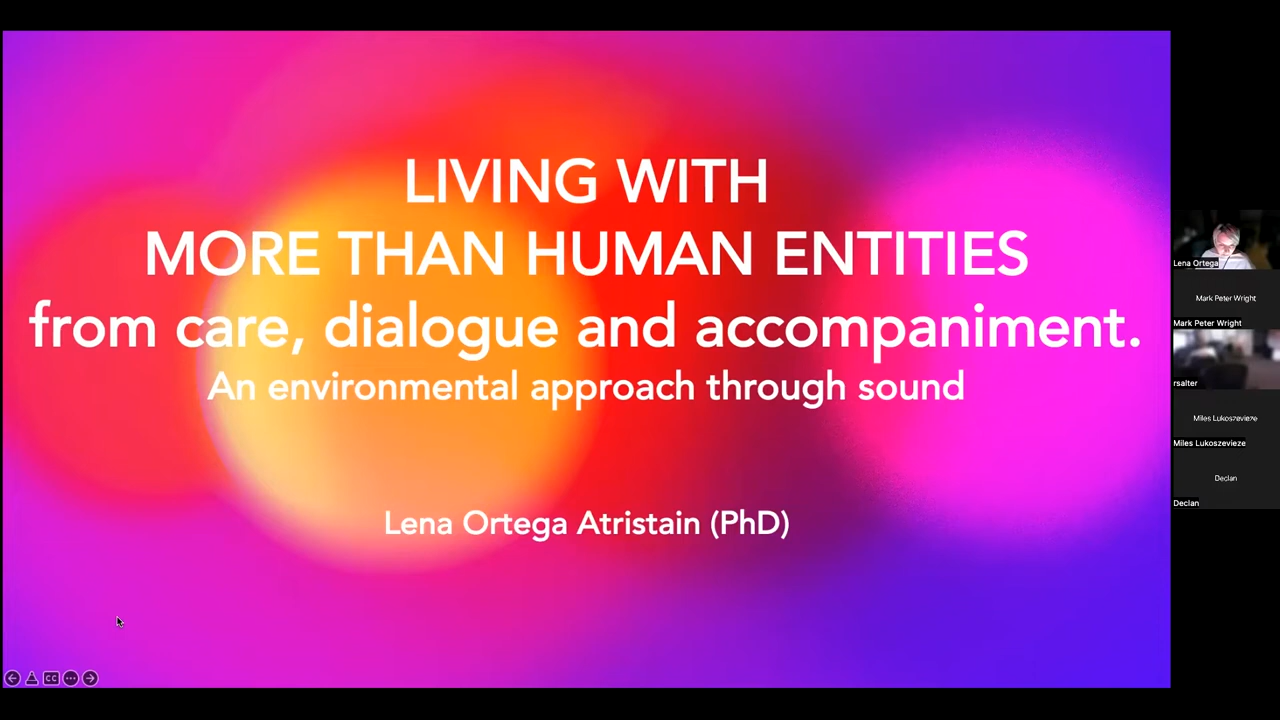 LIVING WITH
MORE THAN HUMAN ENTITIES
from care, dialogue and accompaniment.
An environmental approach through sound
Lena Ortega Atristain (PhD)
Lena Ortega
Mark Peter Wright
Mark Peter Wright
rsalter
Miles Lukoszevieze
Miles Lukoszevieze
Declan
Declan
CC